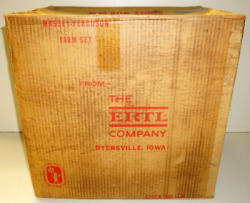 MASSEY-FERGUSON
FARM SET
FROM—
THE
ERTL
COMPANY
DYERSVILLE, IOWA